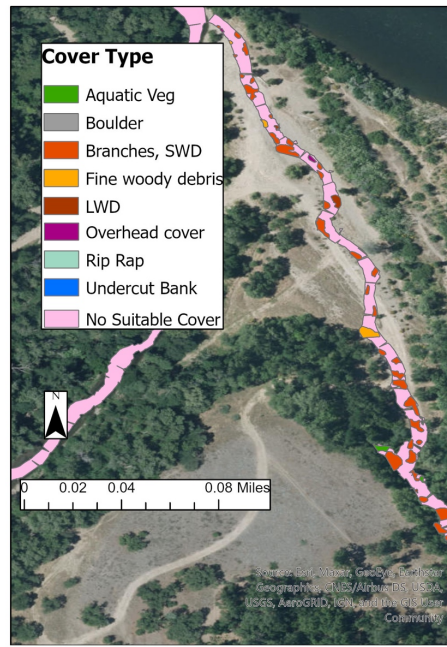 Cover Type
Aquatic Veg
Boulder
Branches, SWD
Fine woody debris
LWD
Overhead cover
Rip Rap
Undercut Bank
No Suitable Cover
N
0 0.02 0.04 0.08 Miles
Source: Esri, Maxar, GeoEye, Earthstar
Geographics, CNES/Airbus DS, USDA,
USGS, AeroGRID, IGN, and the GIS User
Community